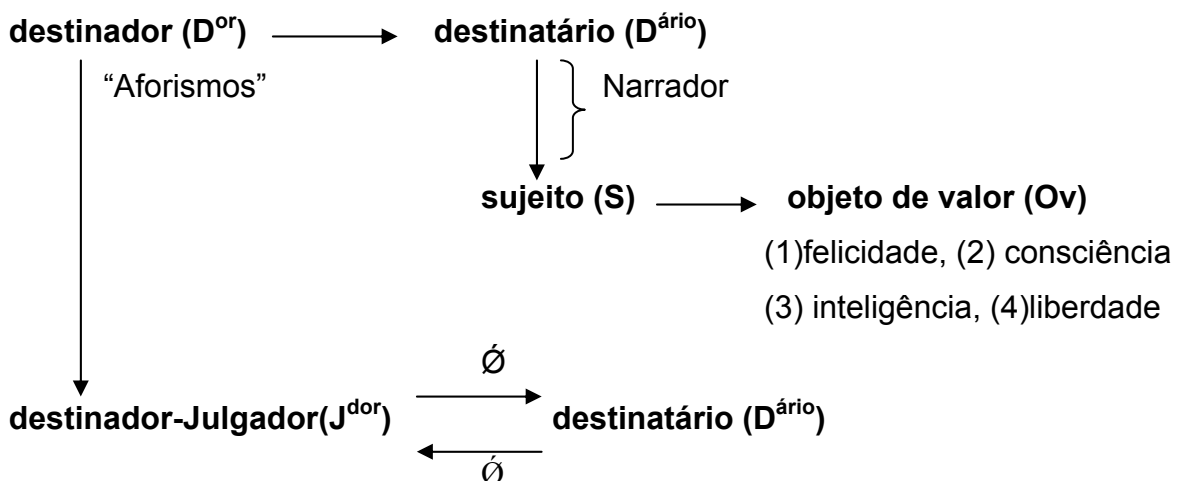 destinador (Dor) destinatário (Dário)
“Aforismos” Narrador
sujeito (S) objeto de valor (Ov)
(1)felicidade, (2) consciência
(3) inteligência, (4)liberdade
Ǿ
destinador-Julgador(Jdor) destinatário (Dário)
Ǿ